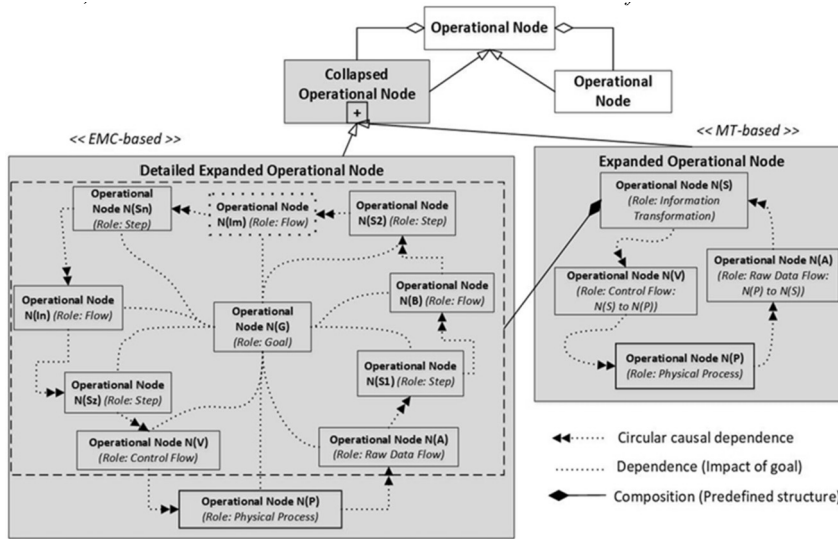 Operational Node
Collapsed
Operational Node
+
Operational
Node
<< EMC-based >>
<< MT-based >>
Detailed Expanded Operational Node
Operational
Node N(Sn)
(Role: Step)
Operational Node
N(Im) (Role: Flow)
Operational Node
N(S2) (Role: Step)
Operational Node
N(In) (Role: Flow)
Operational
Node N(G)
(Role: Goal)
Operational Node
N(B) (Role: Flow)
Operational Node
N(Sz) (Role: Step)
Operational Node
N(S1) (Role: Step)
Operational Node N(V)
(Role: Control Flow)
Operational Node N(A)
(Role: Raw Data Flow)
Operational Node N(P)
(Role: Physical Process)
Expanded Operational Node
Operational Node N(S)
(Role: Information
Transformation)
Operational Node N(V)
(Role: Control Flow:
N(S) to N(P))
Operational Node N(A)
(Role: Raw Data Flow:
N(P) to N(S))
Operational Node N(P)
(Role: Physical Process)
Circular causal dependence
Dependence (Impact of goal)
Composition (Predefined structure)